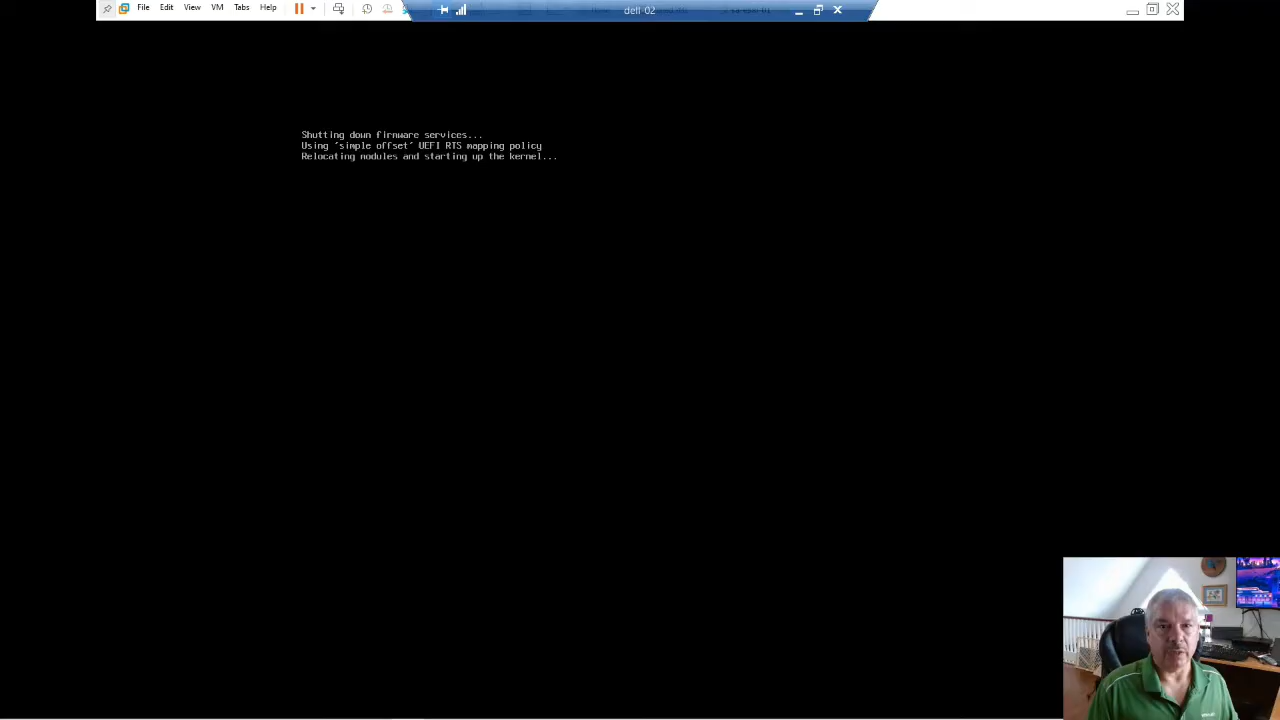 File Edit View VM Tabs Help
dell-02
Shutting down firmware services...
Using 'simple offset' UEFI RTS mapping policy
Relocating modules and starting up the kernel...